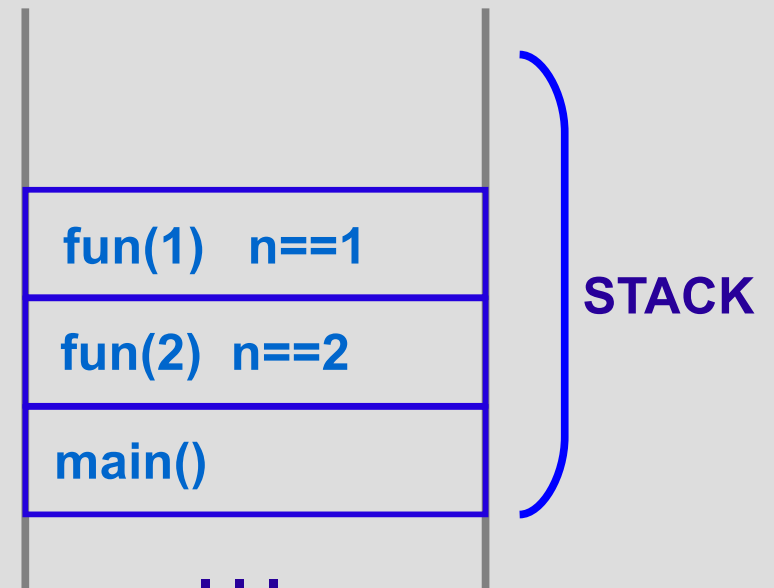 fun(1) n==1
STACK
fun(2) n==2
main()
...